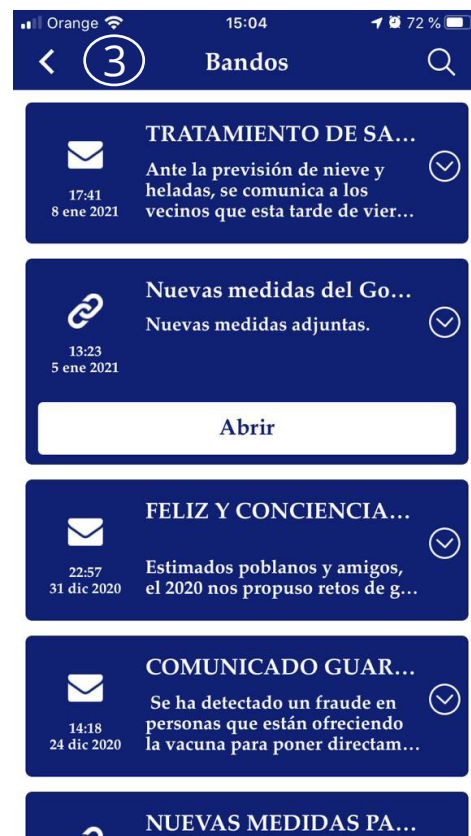 Orange 15:04 72 %
3 Bandos
TRATAMIENTO DE SA...
Ante la previsión de nieve y
heladas, se comunica a los
vecinos que esta tarde de vier...
17:41
8 ene 2021
Nuevas medidas del Go...
Nuevas medidas adjuntas.
13:23
5 ene 2021
Abrir
FELIZ Y CONCIENCIA...
Estimados poblanos y amigos,
el 2020 nos propuso retos de g...
22:57
31 dic 2020
COMUNICADO GUAR...
Se ha detectado un fraude en
personas que están ofreciendo
la vacuna para poner directam...
14:18
24 dic 2020
NUEVAS MEDIDAS PA...